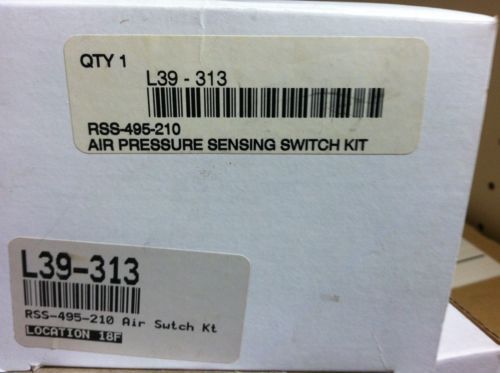 QTY 1
L39 - 313
RSS-495-210
AIR PRESSURE SENSING SWITCH KIT
L39-313
RSS-495-210 Air Swtch Kt
LOCATION 18F